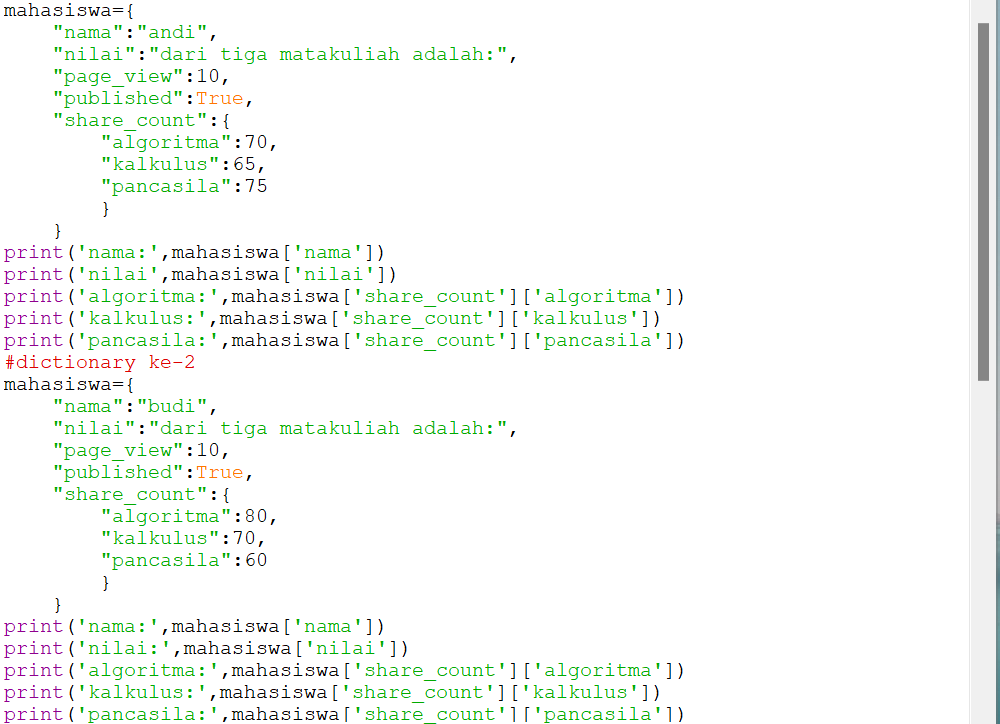 mahasiswa={
    "nama":"andi",
    "nilai":"dari tiga matakuliah adalah:",
    "page_view":10,
    "published":True,
    "share_count":{
        "algoritma":70,
        "kalkulus":65,
        "pancasila":75
        }
    }
print('nama:',mahasiswa['nama'])
print('nilai',mahasiswa['nilai'])
print('algoritma:',mahasiswa['share_count']['algoritma'])
print('kalkulus:',mahasiswa['share_count']['kalkulus'])
print('pancasila:',mahasiswa['share_count']['pancasila'])
#dictionary ke-2
mahasiswa={
    "nama":"budi",
    "nilai":"dari tiga matakuliah adalah:",
    "page_view":10,
    "published":True,
    "share_count":{
        "algoritma":80,
        "kalkulus":70,
        "pancasila":60
        }
    }
print('nama:',mahasiswa['nama'])
print('nilai:',mahasiswa['nilai'])
print('algoritma:',mahasiswa['share_count']['algoritma'])
print('kalkulus:',mahasiswa['share_count']['kalkulus'])
print('pancasila:',mahasiswa['share_count']['pancasila'])